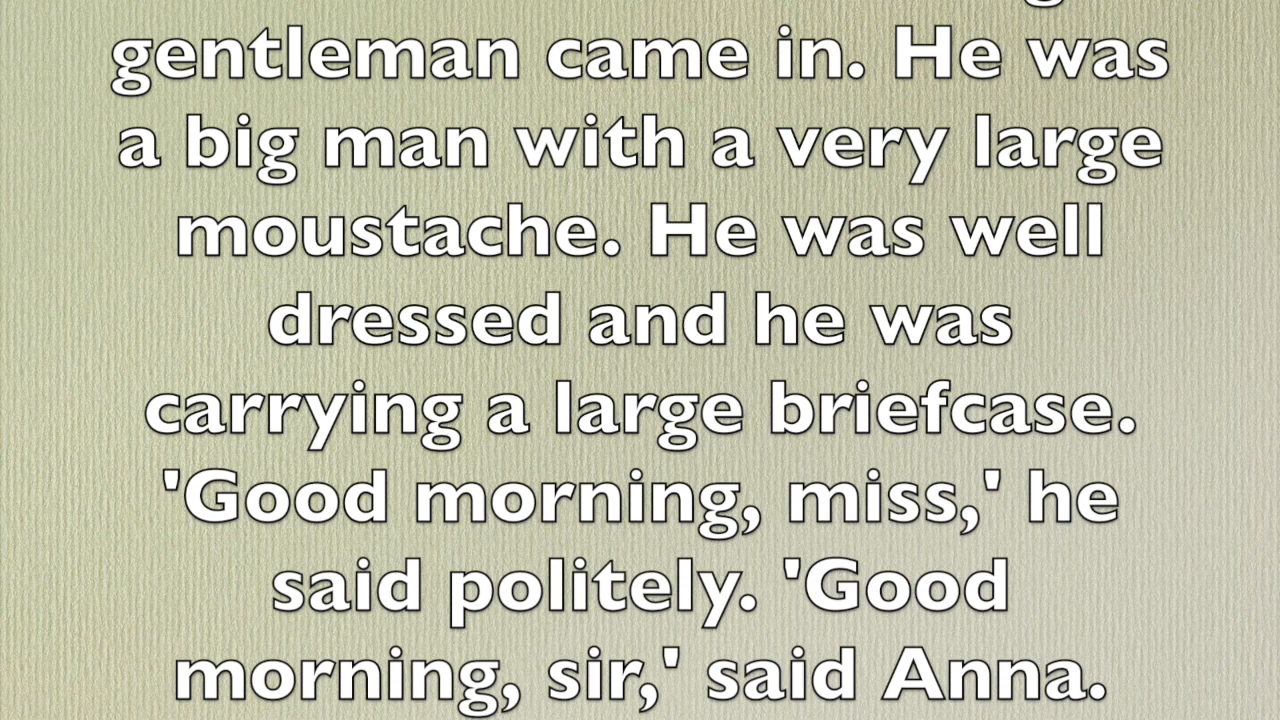 gentleman came in. He was
a big man with a very large
moustache. He was well
dressed and he was
carrying a large briefcase.
'Good morning, miss,' he
said politely. 'Good
morning, sir,' said Anna.